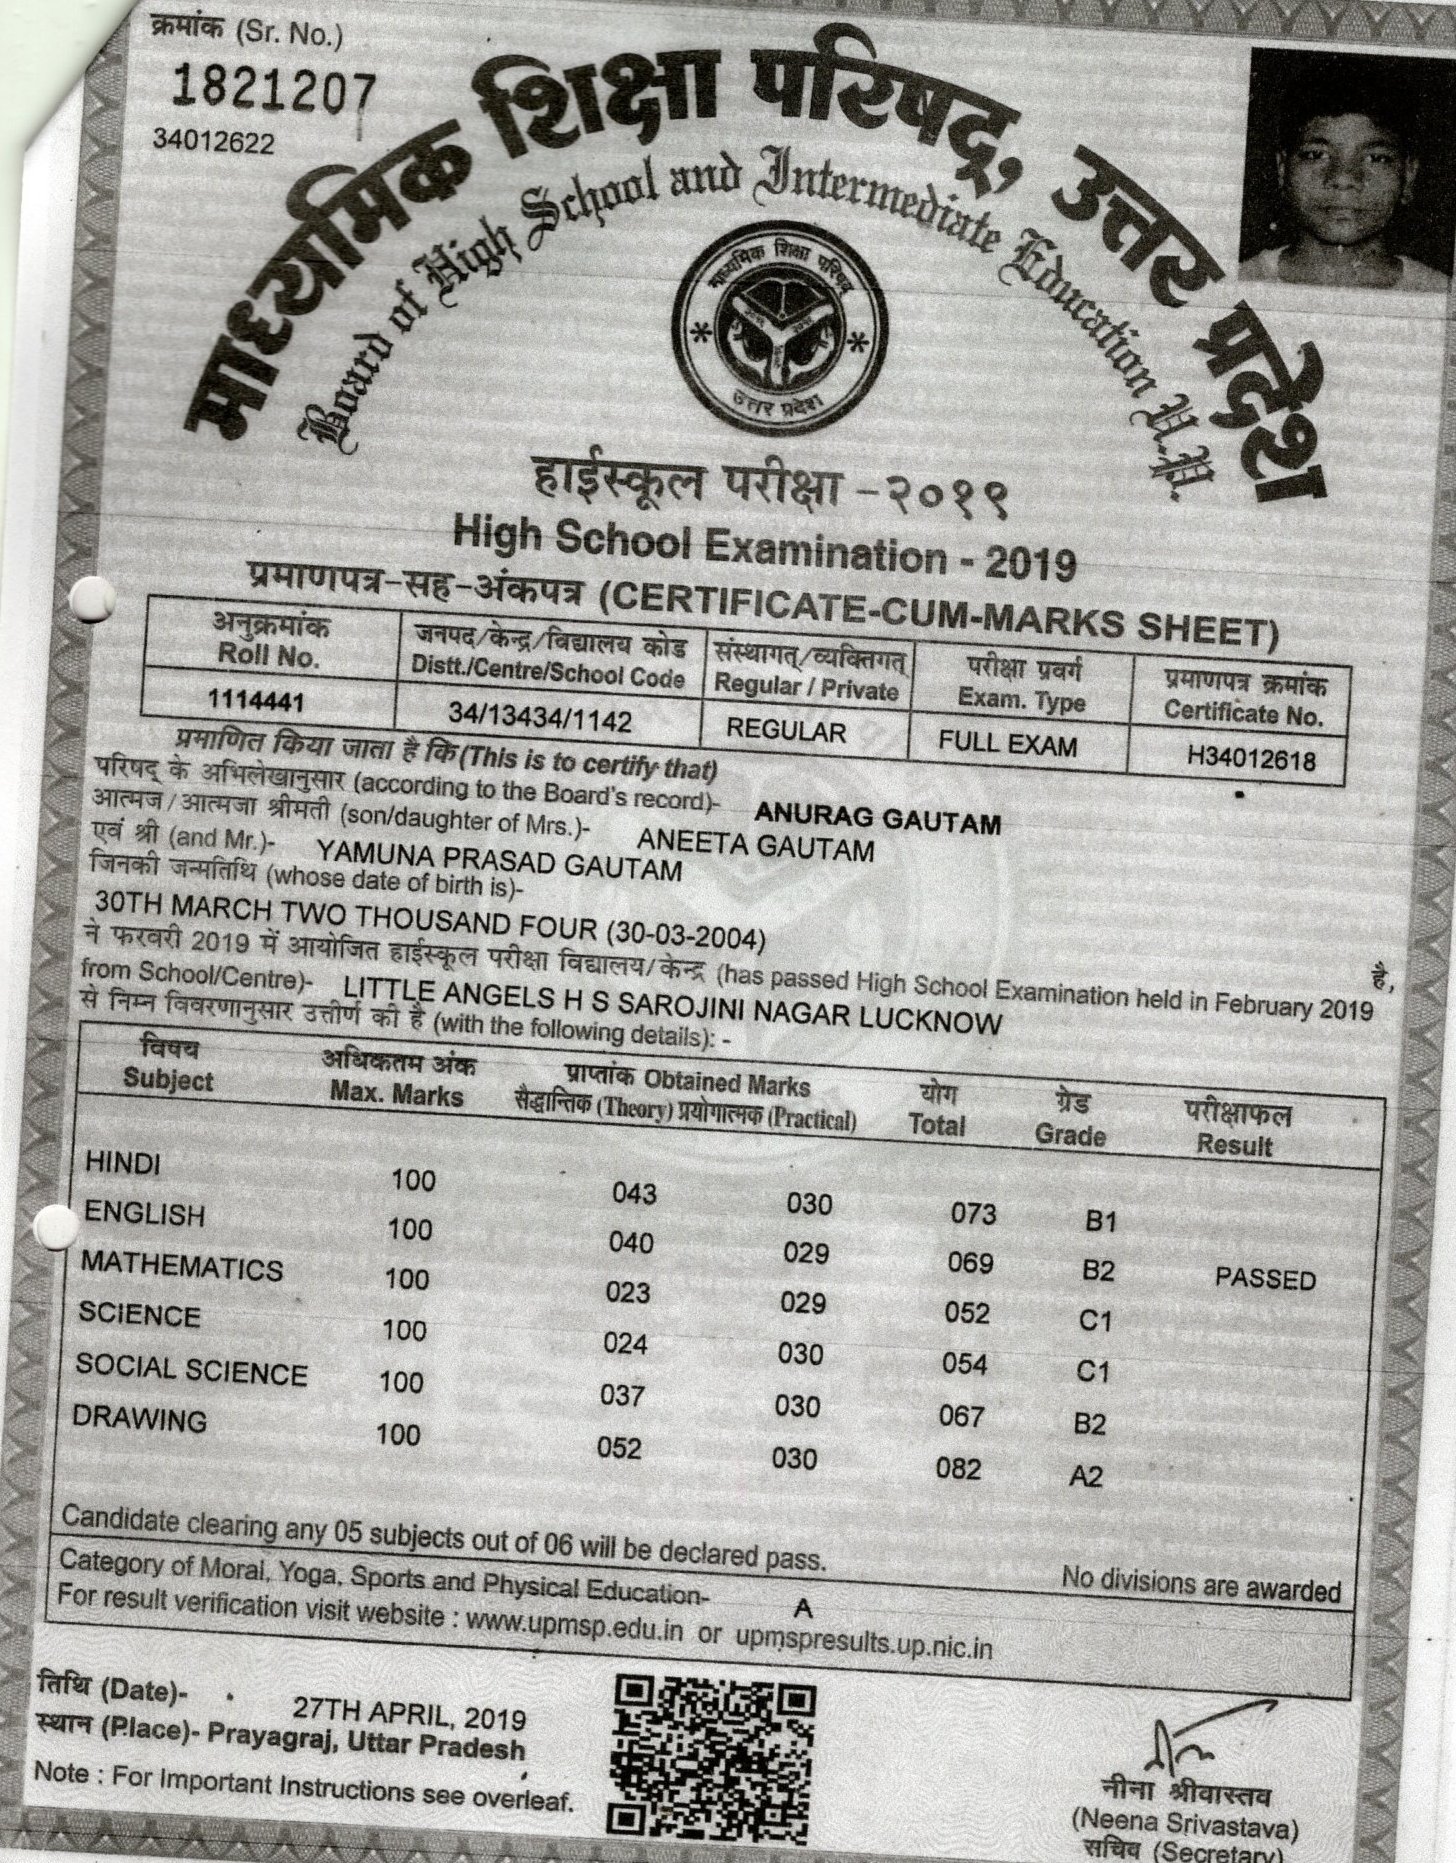 क्रमांक (Sr. No.)
1821207
34012622
माध्यमिक शिक्षा परिषद्, उत्तर प्रदेश
Board of High School and Intermediate Education U.P.
माध्यमिक शिक्षा परिषद्
उत्तर प्रदेश
हाईस्कूल परीक्षा -२०१९
High School Examination - 2019
प्रमाणपत्र-सह-अंकपत्र (CERTIFICATE-CUM-MARKS SHEET)
अनुक्रमांक जनपद/केन्द्र/विद्यालय कोड संस्थागत्/व्यक्तिगत् परीक्षा प्रवर्ग प्रमाणपत्र क्रमांक
Roll No. Distt./Centre/School Code Regular / Private Exam. Type Certificate No.
1114441 34/13434/1142 REGULAR FULL EXAM H34012618
प्रमाणित किया जाता है कि (This is to certify that)
परिषद् के अभिलेखानुसार (according to the Board's record)- ANURAG GAUTAM
आत्मज/आत्मजा श्रीमती (son/daughter of Mrs.)- ANEETA GAUTAM
एवं श्री (and Mr.)- YAMUNA PRASAD GAUTAM
जिनकी जन्मतिथि (whose date of birth is)-
30TH MARCH TWO THOUSAND FOUR (30-03-2004)
ने फरवरी 2019 में आयोजित हाईस्कूल परीक्षा विद्यालय/केन्द्र (has passed High School Examination held in February 2019 है,
from School/Centre)- LITTLE ANGELS H S SAROJINI NAGAR LUCKNOW
से निम्न विवरणानुसार उत्तीर्ण की है (with the following details): -
विषय अधिकतम अंक प्राप्तांक Obtained Marks योग ग्रेड परीक्षाफल
Subject Max. Marks सैद्धान्तिक (Theory) प्रयोगात्मक (Practical) Total Grade Result
HINDI 100 043 030 073 B1
ENGLISH 100 040 029 069 B2 PASSED
MATHEMATICS 100 023 029 052 C1
SCIENCE 100 024 030 054 C1
SOCIAL SCIENCE 100 037 030 067 B2
DRAWING 100 052 030 082 A2
Candidate clearing any 05 subjects out of 06 will be declared pass. No divisions are awarded
Category of Moral, Yoga, Sports and Physical Education- A
For result verification visit website : www.upmsp.edu.in or upmspresults.up.nic.in
तिथि (Date)- 27TH APRIL, 2019
स्थान (Place)- Prayagraj, Uttar Pradesh
Note : For Important Instructions see overleaf.
नीना श्रीवास्तव
(Neena Srivastava)
सचिव (Secretary)